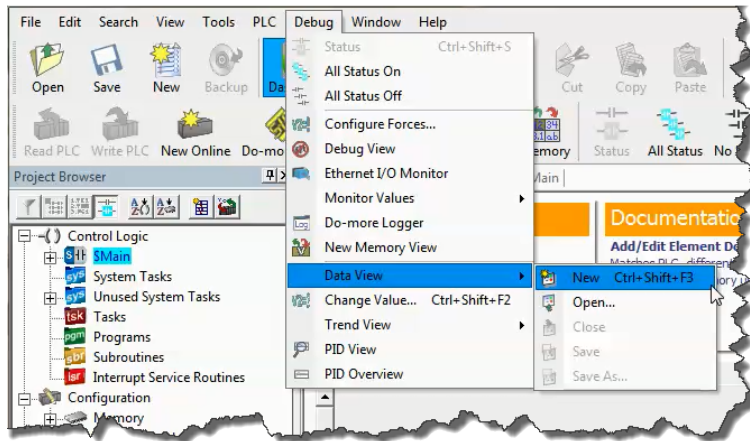 File Edit Search View Tools PLC Debug Window Help
Open Save New Backup
Status Ctrl+Shift+S
All Status On
All Status Off
Cut Copy Paste
Read PLC Write PLC New Online Do-mo
Configure Forces...
Debug View
Ethernet I/O Monitor
Monitor Values
Do-more Logger
New Memory View
Data View
Change Value... Ctrl+Shift+F2
Trend View
PID View
PID Overview
emory Status All Status No
Project Browser
Main
Control Logic
$Main
System Tasks
Unused System Tasks
Tasks
Programs
Subroutines
Interrupt Service Routines
Configuration
Memory
Documentatio
Add/Edit Element Do
New Ctrl+Shift+F3
Open...
Close
Save
Save As...